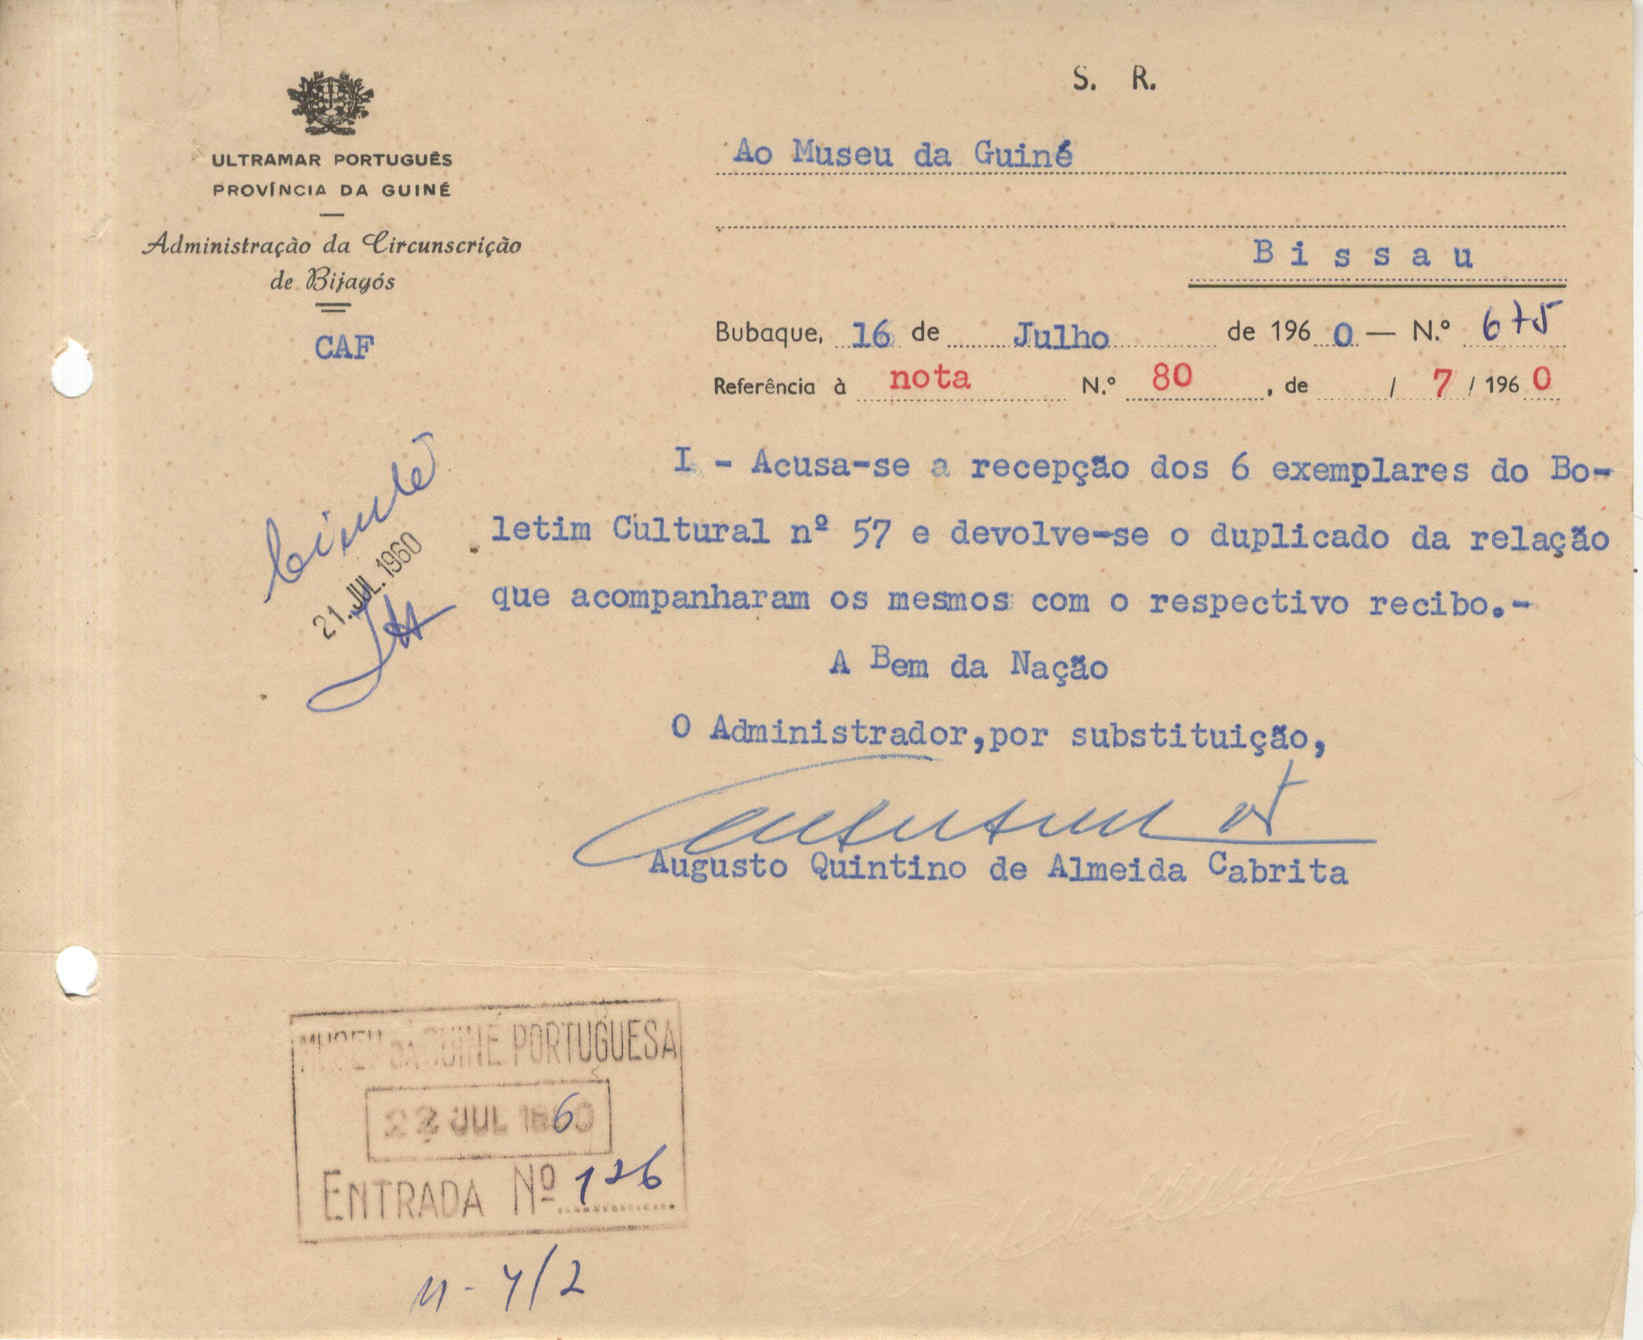 S. R.
ULTRAMAR PORTUGUÊS
PROVÍNCIA DA GUINÉ
Administração da Circunscrição
de Bijagós
CAF
Ao Museu da Guiné
Bissau
Bubaque, 16 de Julho de 1960 — N.º 675
Referência à nota N.º 80, de / 7 / 1960
21. JUL. 1960
I - Acusa-se a recepção dos 6 exemplares do Bo-
letim Cultural nº 57 e devolve-se o duplicado da relação
que acompanharam os mesmos com o respectivo recibo.-
A Bem da Nação
O Administrador,por substituição,
Augusto Quintino de Almeida Cabrita
MUSEU DA GUINÉ PORTUGUESA
22 JUL 1960
ENTRADA Nº 126